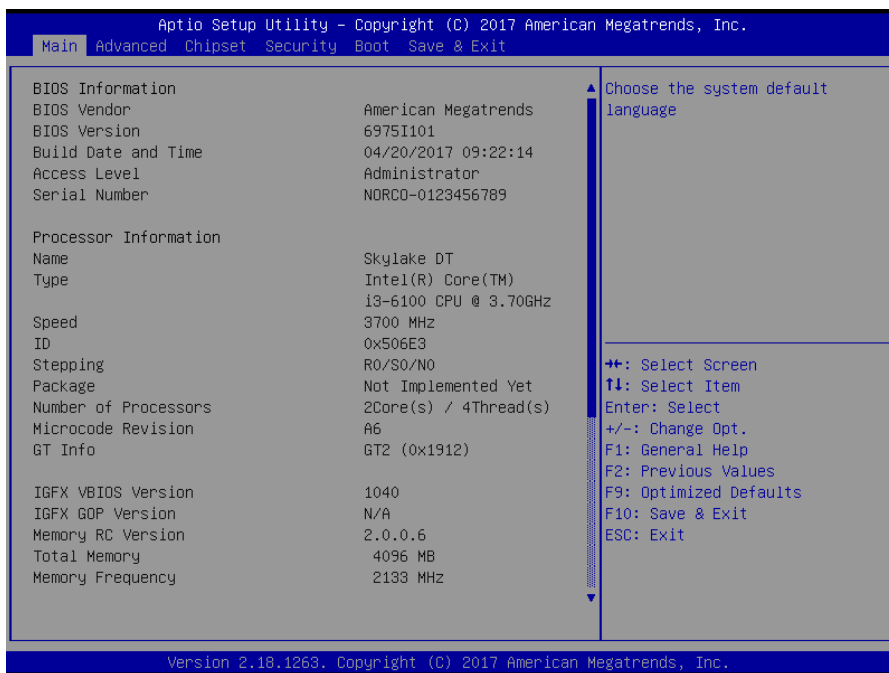 Aptio Setup Utility – Copyright (C) 2017 American Megatrends, Inc.
Main Advanced Chipset Security Boot Save & Exit
BIOS Information
BIOS Vendor American Megatrends
BIOS Version 6975I101
Build Date and Time 04/20/2017 09:22:14
Access Level Administrator
Serial Number NORCO-0123456789
Processor Information
Name Skylake DT
Type Intel(R) Core(TM)
i3-6100 CPU @ 3.70GHz
Speed 3700 MHz
ID 0x506E3
Stepping R0/S0/N0
Package Not Implemented Yet
Number of Processors 2Core(s) / 4Thread(s)
Microcode Revision A6
GT Info GT2 (0x1912)
IGFX VBIOS Version 1040
IGFX GOP Version N/A
Memory RC Version 2.0.0.6
Total Memory 4096 MB
Memory Frequency 2133 MHz
Choose the system default
language
→←: Select Screen
↑↓: Select Item
Enter: Select
+/-: Change Opt.
F1: General Help
F2: Previous Values
F9: Optimized Defaults
F10: Save & Exit
ESC: Exit
Version 2.18.1263. Copyright (C) 2017 American Megatrends, Inc.